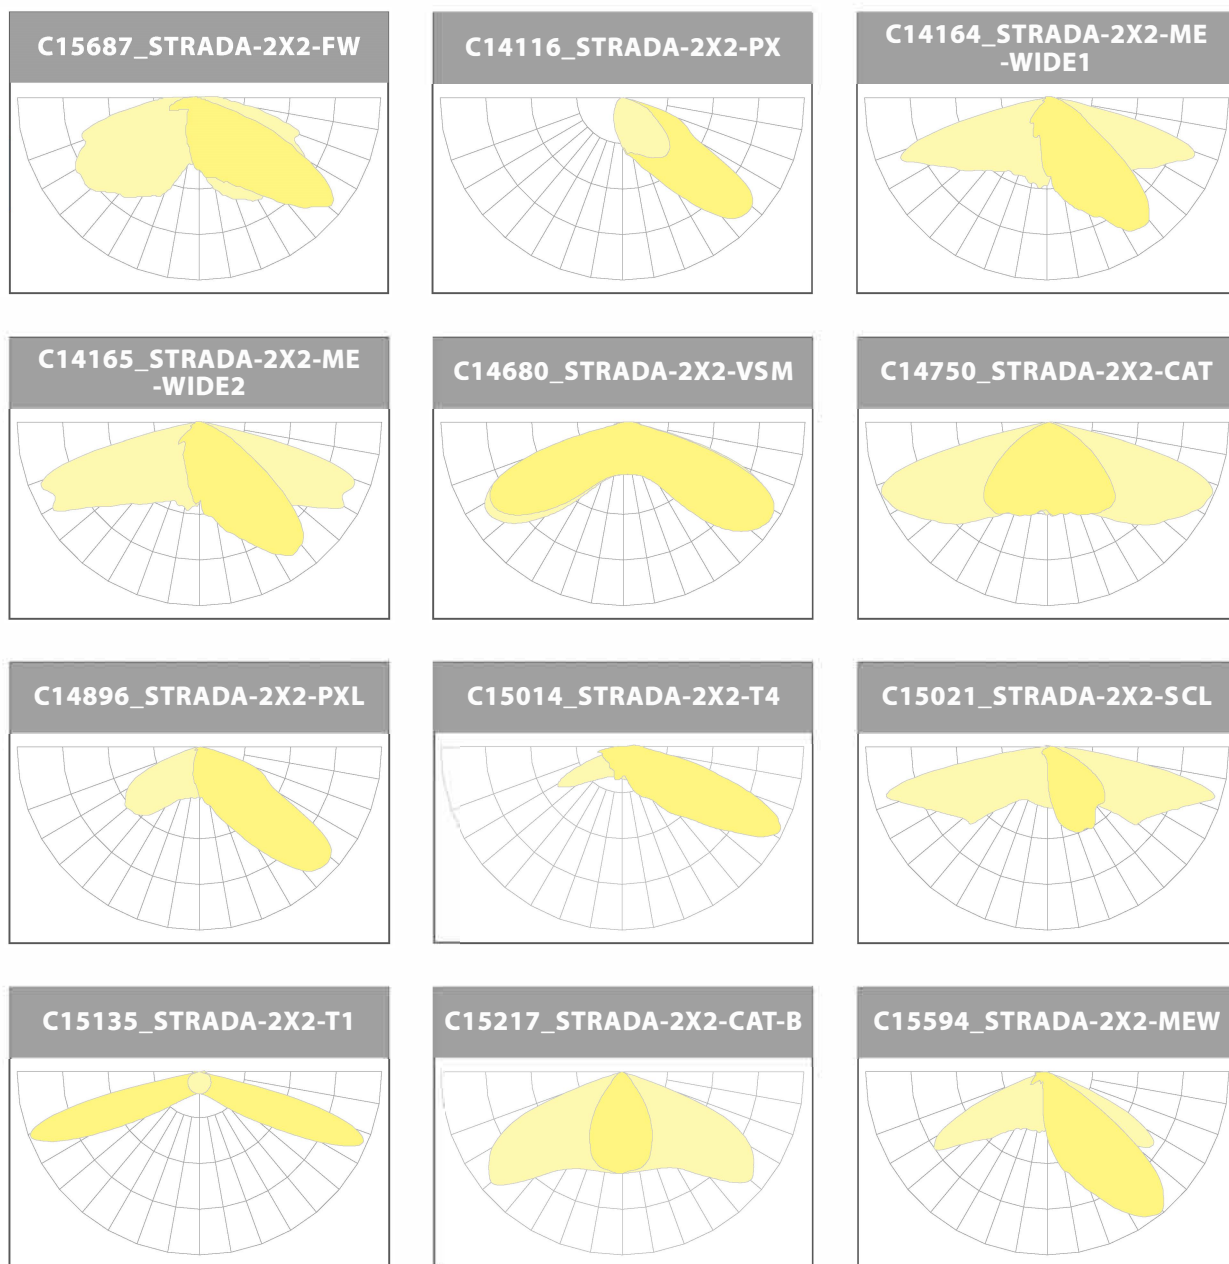 C15687_STRADA-2X2-FW
C14116_STRADA-2X2-PX
C14164_STRADA-2X2-ME
-WIDE1
C14165_STRADA-2X2-ME
-WIDE2
C14680_STRADA-2X2-VSM
C14750_STRADA-2X2-CAT
C14896_STRADA-2X2-PXL
C15014_STRADA-2X2-T4
C15021_STRADA-2X2-SCL
C15135_STRADA-2X2-T1
C15217_STRADA-2X2-CAT-B
C15594_STRADA-2X2-MEW